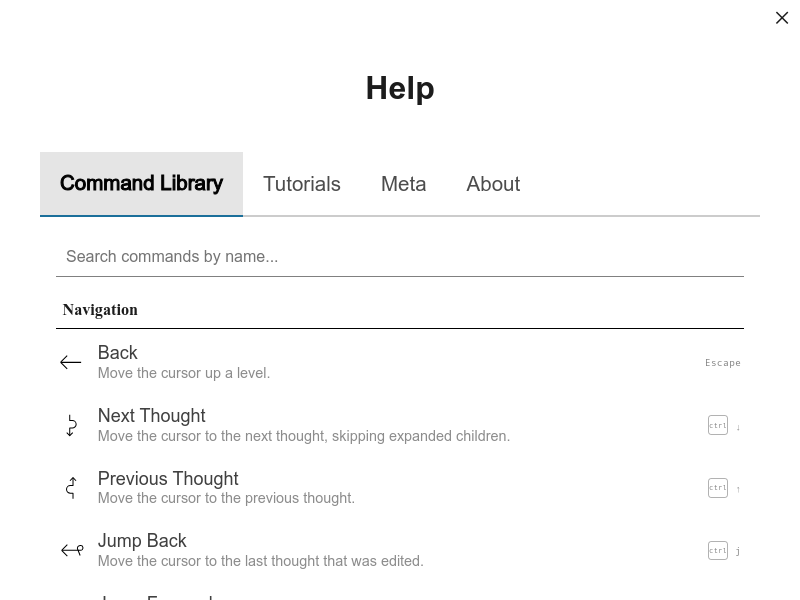 Help
Command Library Tutorials Meta About
Search commands by name...
Navigation
Back
Move the cursor up a level.
Escape
Next Thought
Move the cursor to the next thought, skipping expanded children.
ctrl ↓
Previous Thought
Move the cursor to the previous thought.
ctrl ↑
Jump Back
Move the cursor to the last thought that was edited.
ctrl j